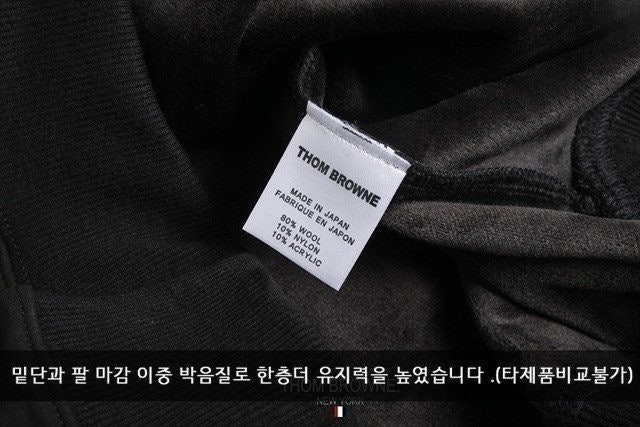 THOM BROWNE
MADE IN JAPAN
FABRIQUE EN JAPON
80% WOOL
10% NYLON
10% ACRYLIC
밑단과 팔 마감 이중 박음질로 한층더 유지력을 높였습니다 .(타제품비교불가)
THOM BROWNE
NEW YORK